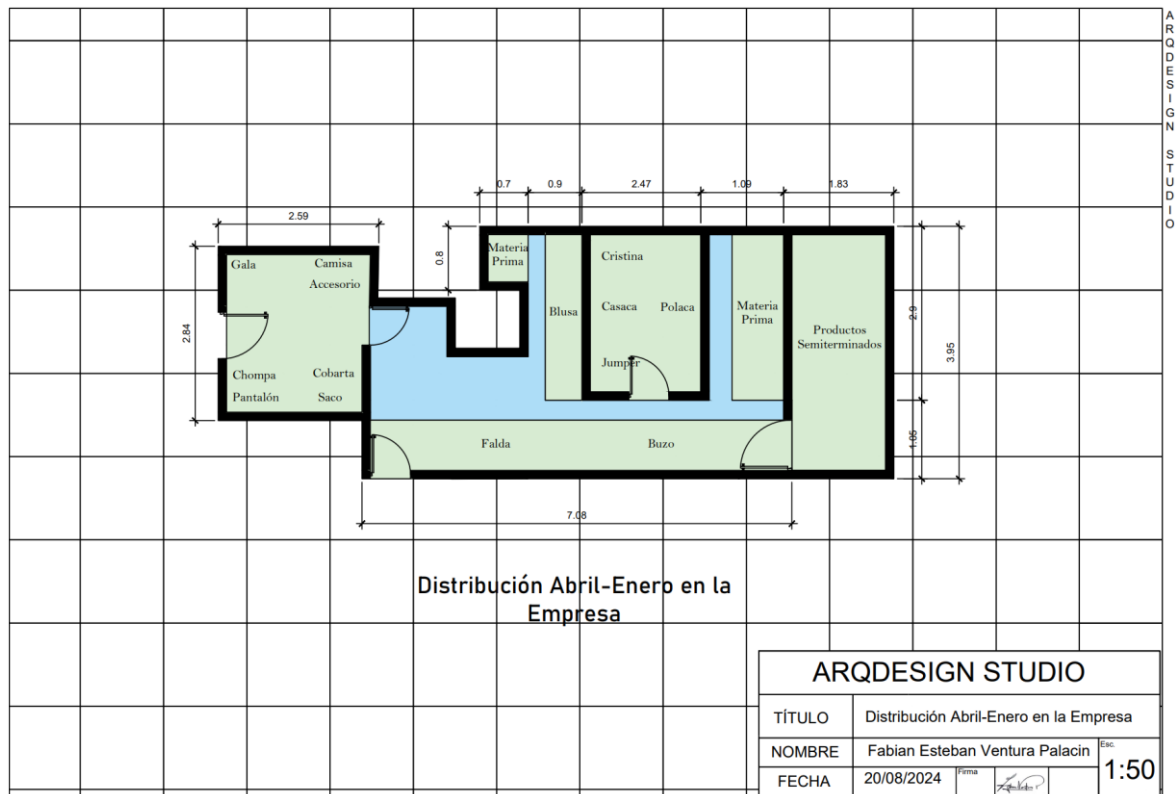 ARQDESIGN STUDIO
0.7
0.9
2.47
1.09
1.83
2.59
0.8
2.84
2.9
3.95
1.05
7.08
Gala
Camisa
Accesorio
Chompa
Cobarta
Pantalón
Saco
Materia
Prima
Blusa
Cristina
Casaca
Polaca
Jumper
Materia
Prima
Productos
Semiterminados
Falda
Buzo
Distribución Abril-Enero en la
Empresa
ARQDESIGN STUDIO
TÍTULO
Distribución Abril-Enero en la Empresa
NOMBRE
Fabian Esteban Ventura Palacin
Esc.
1:50
FECHA
20/08/2024
Firma